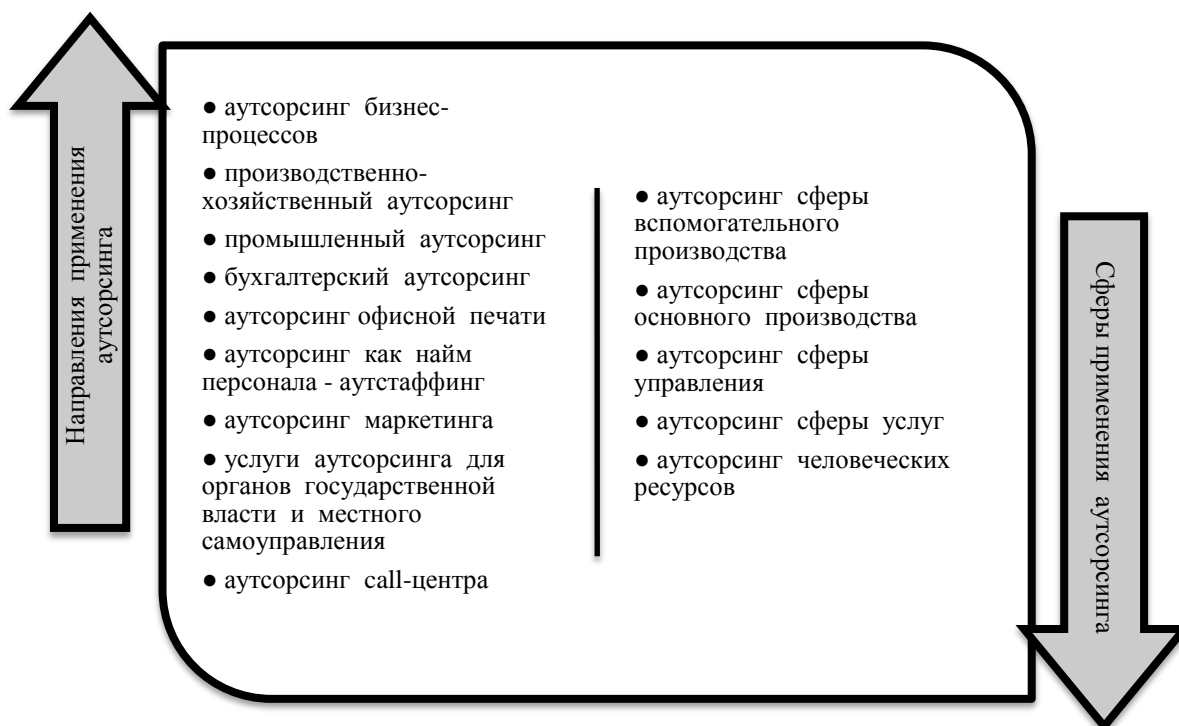 Направления применения
аутсорсинга
● аутсорсинг бизнес-
процессов
● производственно-
хозяйственный аутсорсинг
● промышленный аутсорсинг
● бухгалтерский аутсорсинг
● аутсорсинг офисной печати
● аутсорсинг как найм
персонала - аутстаффинг
● аутсорсинг маркетинга
● услуги аутсорсинга для
органов государственной
власти и местного
самоуправления
● аутсорсинг call-центра
● аутсорсинг сферы
вспомогательного
производства
● аутсорсинг сферы
основного производства
● аутсорсинг сферы
управления
● аутсорсинг сферы услуг
● аутсорсинг человеческих
ресурсов
Сферы применения аутсорсинга